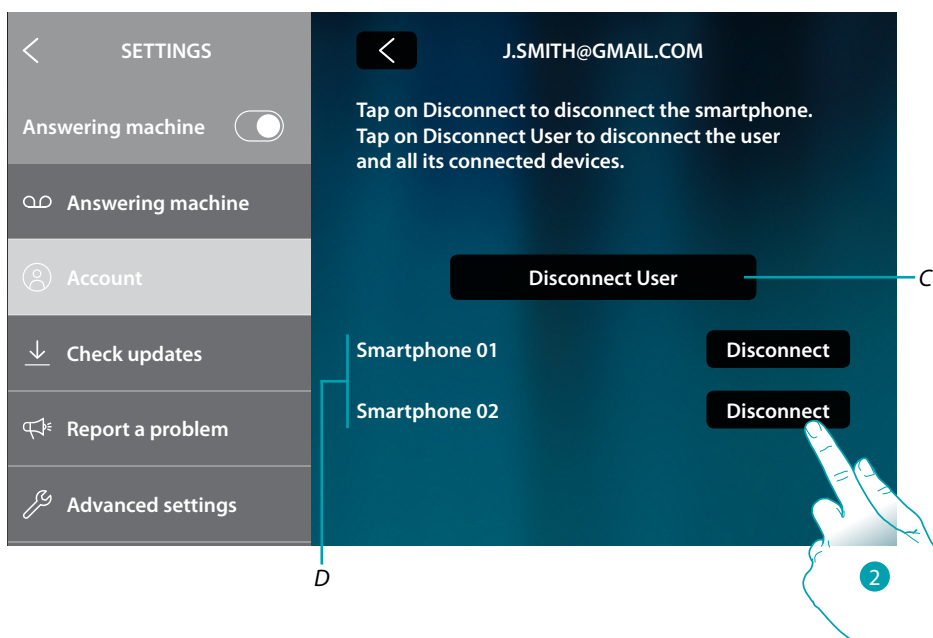 SETTINGS
Answering machine
Answering machine
Account
Check updates
Report a problem
Advanced settings
J.SMITH@GMAIL.COM
Tap on Disconnect to disconnect the smartphone.
Tap on Disconnect User to disconnect the user
and all its connected devices.
Disconnect User
C
Smartphone 01
Disconnect
Smartphone 02
Disconnect
D
2